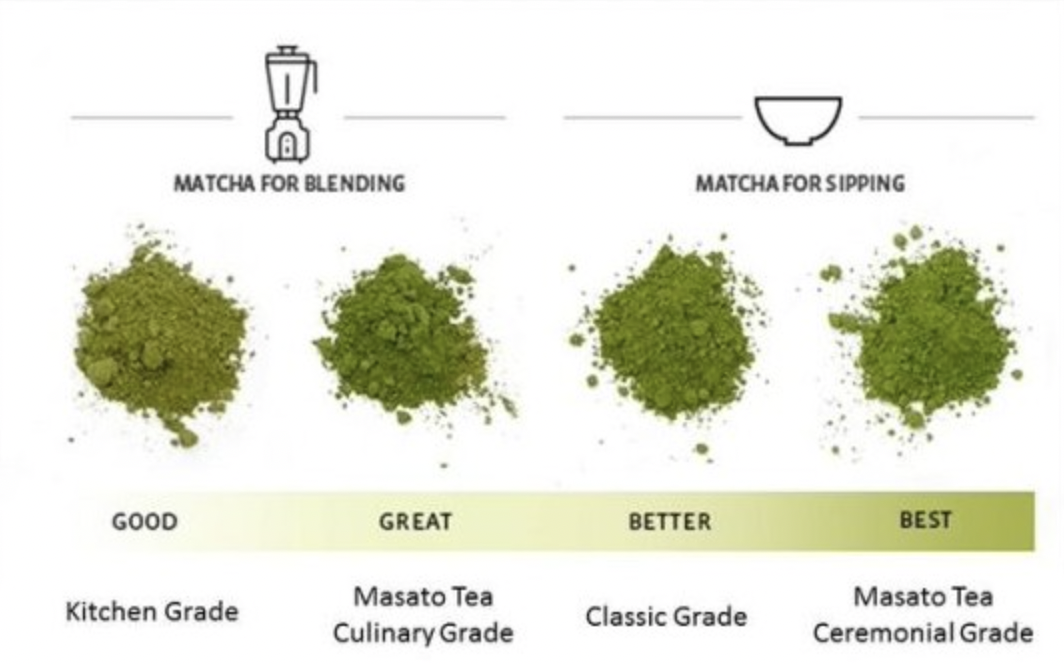 MATCHA FOR BLENDING
MATCHA FOR SIPPING
GOOD
GREAT
BETTER
BEST
Kitchen Grade
Masato Tea
Culinary Grade
Classic Grade
Masato Tea
Ceremonial Grade